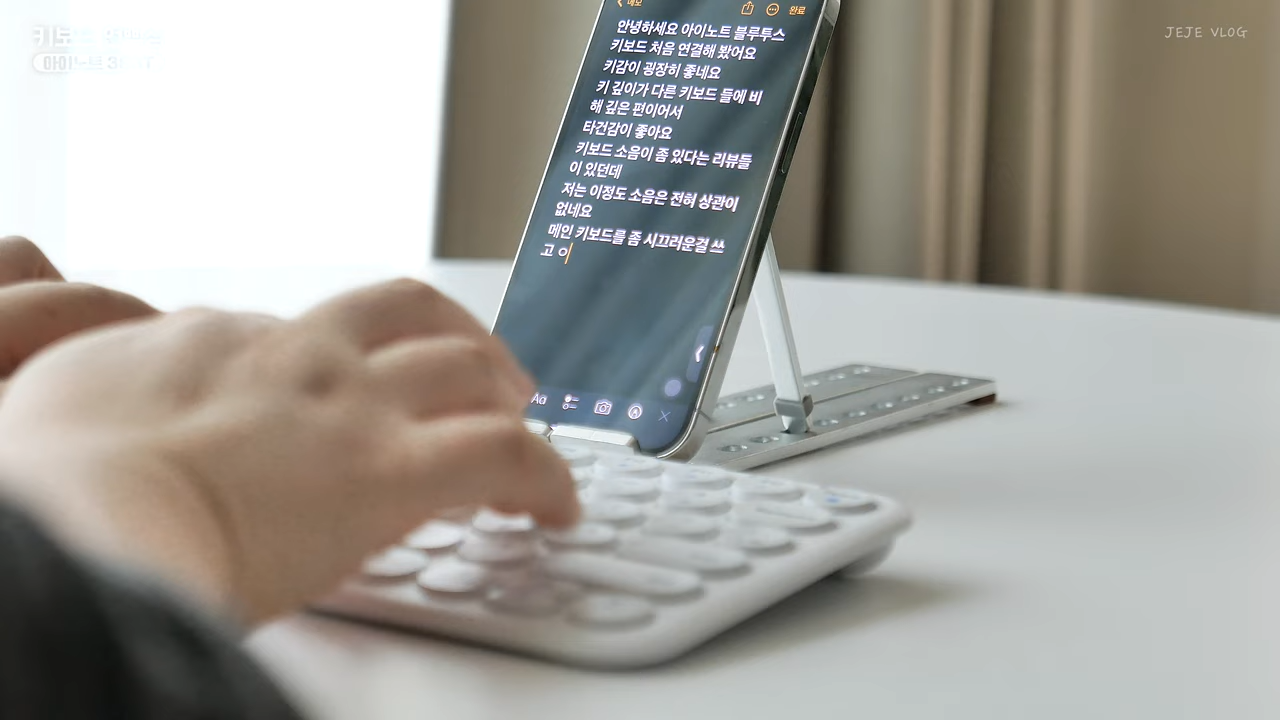 JEJE VLOG
메모
완료
안녕하세요 아이노트 블루투스
키보드 처음 연결해 봤어요
키감이 굉장히 좋네요
키 깊이가 다른 키보드 들에 비
해 깊은 편이어서
타건감이 좋아요
키보드 소음이 좀 있다는 리뷰들
이 있던데
저는 이정도 소음은 전혀 상관이
없네요
메인 키보드를 좀 시끄러운걸 쓰
고 ㅇ
Aa